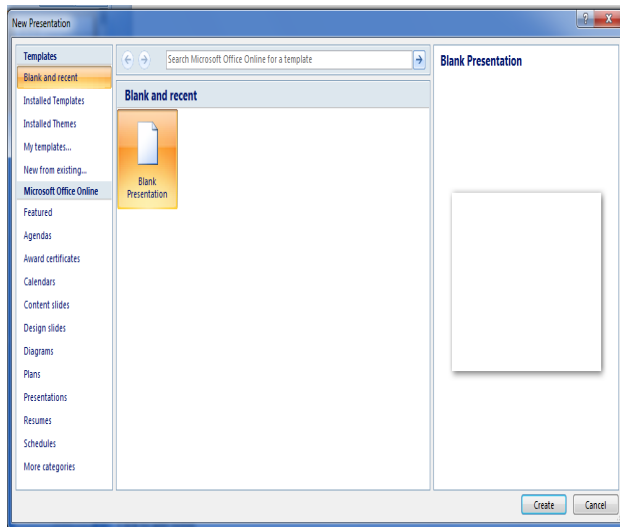 New Presentation
Templates
Blank and recent
Installed Templates
Installed Themes
My templates...
New from existing...
Microsoft Office Online
Featured
Agendas
Award certificates
Calendars
Content slides
Design slides
Diagrams
Plans
Presentations
Resumes
Schedules
More categories
Search Microsoft Office Online for a template
Blank and recent
Blank
Presentation
Blank Presentation
Create
Cancel